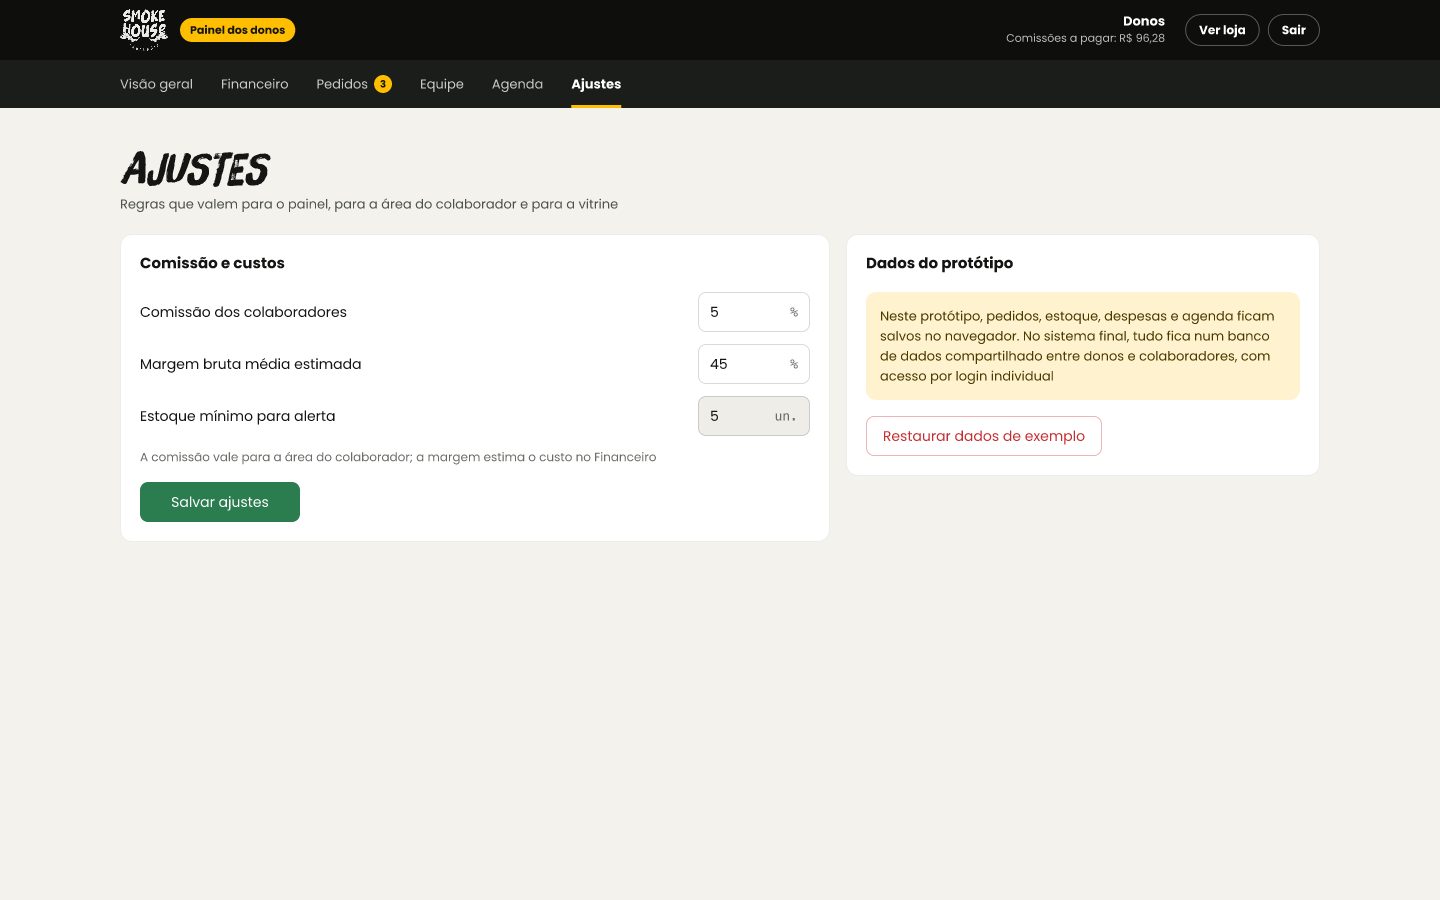 SMOKE
HOUSE
Painel dos donos
Donos
Comissões a pagar: R$ 96,28
Ver loja
Sair
Visão geral
Financeiro
Pedidos 3
Equipe
Agenda
Ajustes
AJUSTES
Regras que valem para o painel, para a área do colaborador e para a vitrine
Comissão e custos
Comissão dos colaboradores
5 %
Margem bruta média estimada
45 %
Estoque mínimo para alerta
5 un.
A comissão vale para a área do colaborador; a margem estima o custo no Financeiro
Salvar ajustes
Dados do protótipo
Neste protótipo, pedidos, estoque, despesas e agenda ficam
salvos no navegador. No sistema final, tudo fica num banco
de dados compartilhado entre donos e colaboradores, com
acesso por login individual
Restaurar dados de exemplo